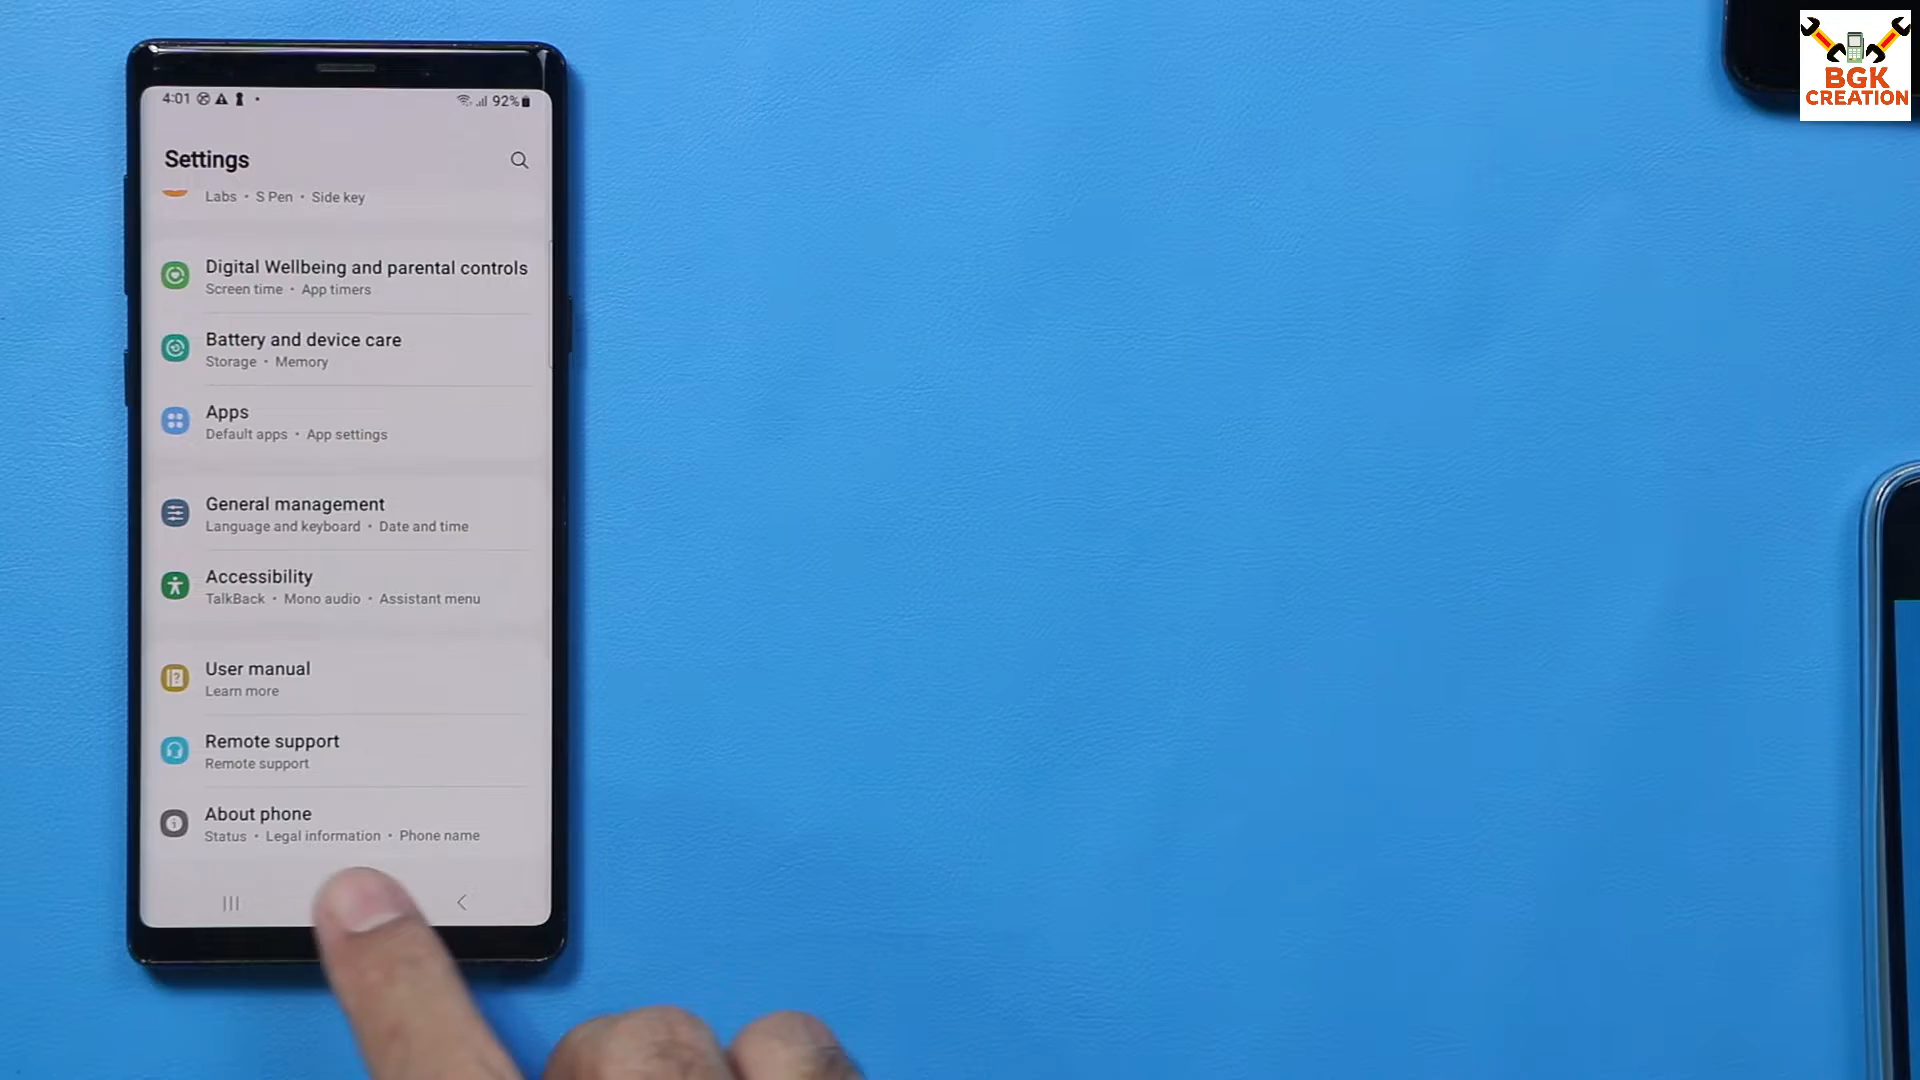 4:01
92%
BGK
CREATION
Settings
Labs • S Pen • Side key
Digital Wellbeing and parental controls
Screen time • App timers
Battery and device care
Storage • Memory
Apps
Default apps • App settings
General management
Language and keyboard • Date and time
Accessibility
TalkBack • Mono audio • Assistant menu
User manual
Learn more
Remote support
Remote support
About phone
Status • Legal information • Phone name